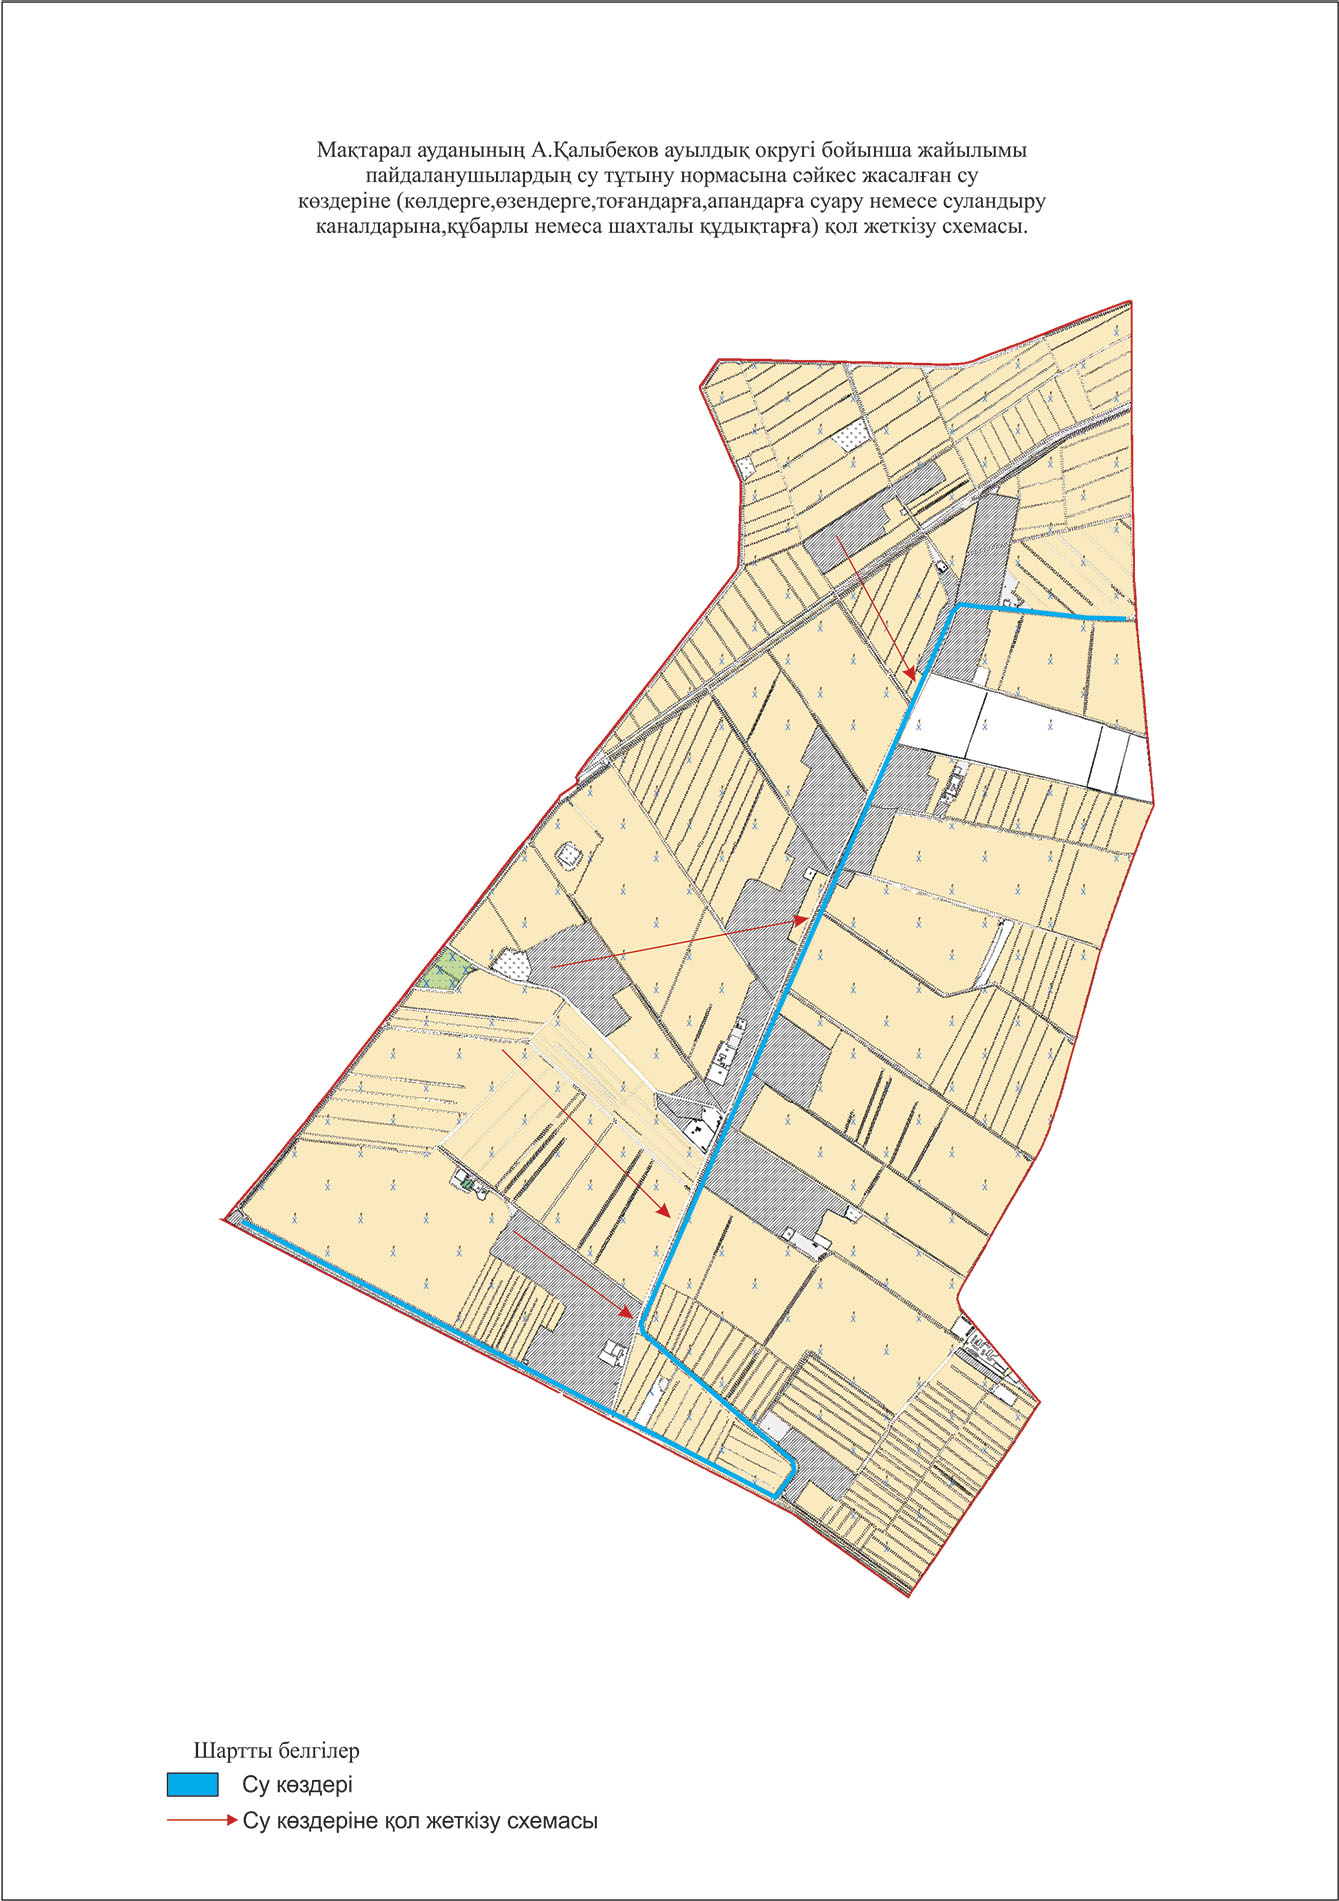 Мақтарал ауданының А.Қалыбеков ауылдық округі бойынша жайылымы
пайдаланушылардың су тұтыну нормасына сәйкес жасалған су
көздеріне (көлдерге,өзендерге,тоғандарға,апандарға суару немесе суландыру
каналдарына,құбарлы немеса шахталы құдықтарға) қол жеткізу схемасы.
Шартты белгілер
Су көздері
Су көздеріне қол жеткізу схемасы